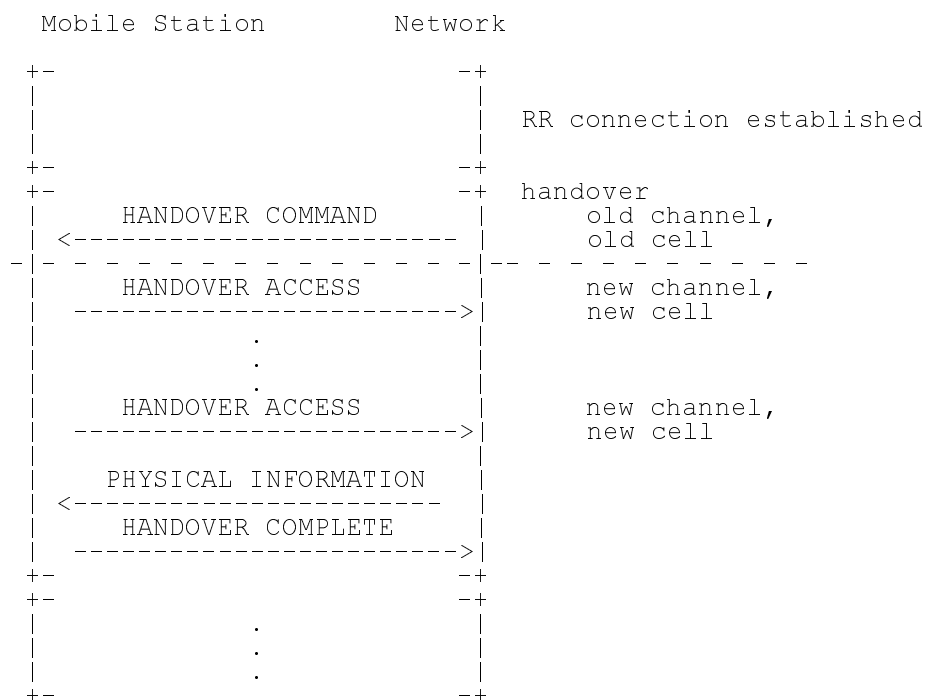 Mobile Station Network
+- -+
| |
| | RR connection established
| |
+- -+
+- -+ handover
| HANDOVER COMMAND | old channel,
| <------------------------ | old cell
-|- - - - - - - - - - - - - - |-- - - - - - - - - -
| HANDOVER ACCESS | new channel,
| ------------------------>| new cell
| . |
| . |
| . |
| HANDOVER ACCESS | new channel,
| ------------------------>| new cell
| |
| PHYSICAL INFORMATION |
| <----------------------- |
| HANDOVER COMPLETE |
| ------------------------>|
+- -+
+- -+
| . |
| . |
| . |
+- -+